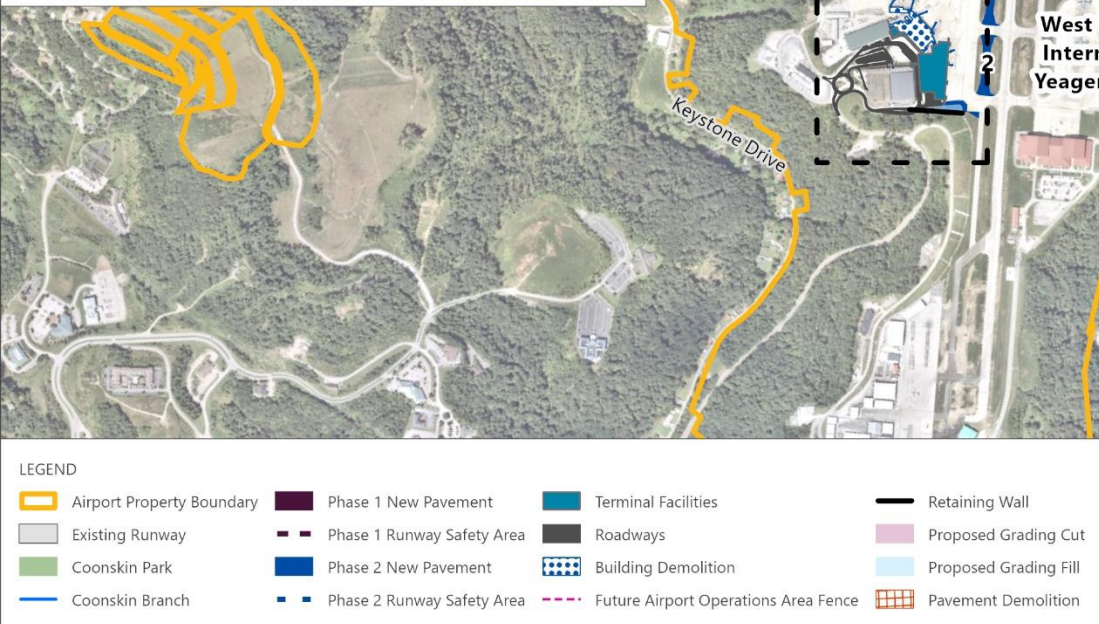 West
Intern
Yeager
2
Keystone Drive
LEGEND
Airport Property Boundary
Existing Runway
Coonskin Park
Coonskin Branch
Phase 1 New Pavement
Phase 1 Runway Safety Area
Phase 2 New Pavement
Phase 2 Runway Safety Area
Terminal Facilities
Roadways
Building Demolition
Future Airport Operations Area Fence
Retaining Wall
Proposed Grading Cut
Proposed Grading Fill
Pavement Demolition